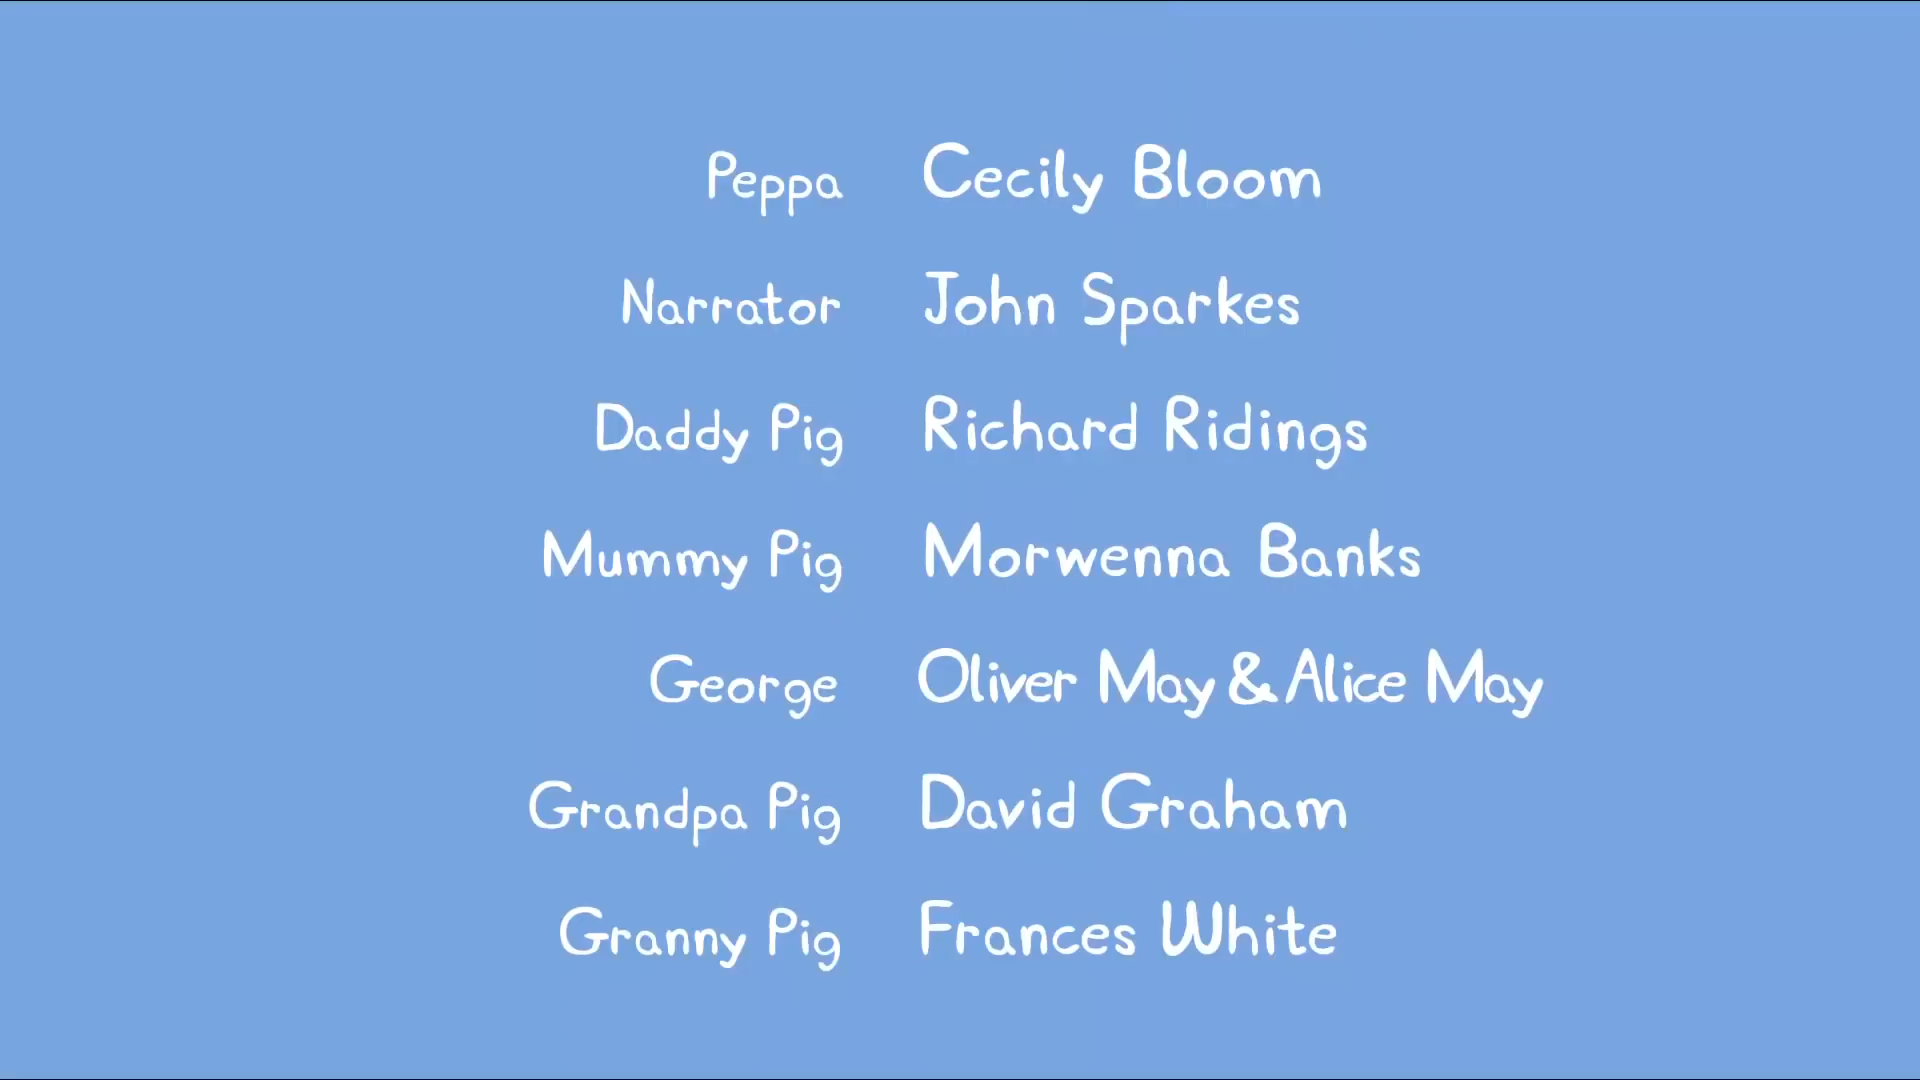 Peppa Cecily Bloom
Narrator John Sparkes
Daddy Pig Richard Ridings
Mummy Pig Morwenna Banks
George Oliver May & Alice May
Grandpa Pig David Graham
Granny Pig Frances White